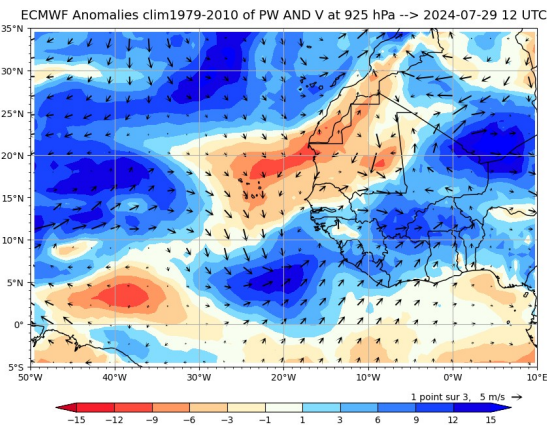 ECMWF Anomalies clim1979-2010 of PW AND V at 925 hPa --> 2024-07-29 12 UTC
35°N
30°N
25°N
20°N
15°N
10°N
5°N
0°
5°S
50°W 40°W 30°W 20°W 10°W 0°W 10°E
1 point sur 3, 5 m/s
−15 −12 −9 −6 −3 −1 1 3 6 9 12 15